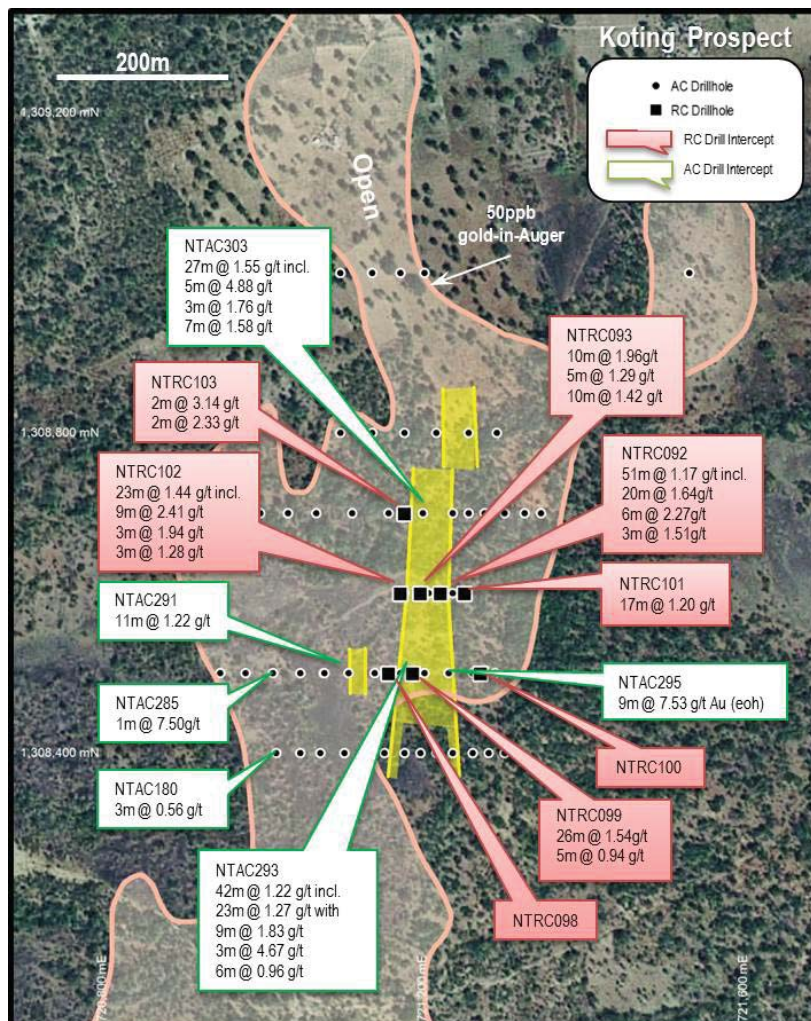 Koting Prospect
200m
AC Drillhole
RC Drillhole
RC Drill Intercept
AC Drill Intercept
1,309,200 mN
Open
50ppb
gold-in-Auger
NTAC303
27m @ 1.55 g/t incl.
5m @ 4.88 g/t
3m @ 1.76 g/t
7m @ 1.58 g/t
NTRC093
10m @ 1.96g/t
5m @ 1.29 g/t
10m @ 1.42 g/t
NTRC103
2m @ 3.14 g/t
2m @ 2.33 g/t
1,308,800 mN
NTRC092
51m @ 1.17 g/t incl.
20m @ 1.64g/t
6m @ 2.27g/t
3m @ 1.51g/t
NTRC102
23m @ 1.44 g/t incl.
9m @ 2.41 g/t
3m @ 1.94 g/t
3m @ 1.28 g/t
NTRC101
17m @ 1.20 g/t
NTAC291
11m @ 1.22 g/t
NTAC295
9m @ 7.53 g/t Au (eoh)
NTAC285
1m @ 7.50g/t
1,308,400 mN
NTRC100
NTAC180
3m @ 0.56 g/t
NTRC099
26m @ 1.54g/t
5m @ 0.94 g/t
NTAC293
42m @ 1.22 g/t incl.
23m @ 1.27 g/t with
9m @ 1.83 g/t
3m @ 4.67 g/t
6m @ 0.96 g/t
NTRC098
720,800 mE
721,200 mE
721,600 mE